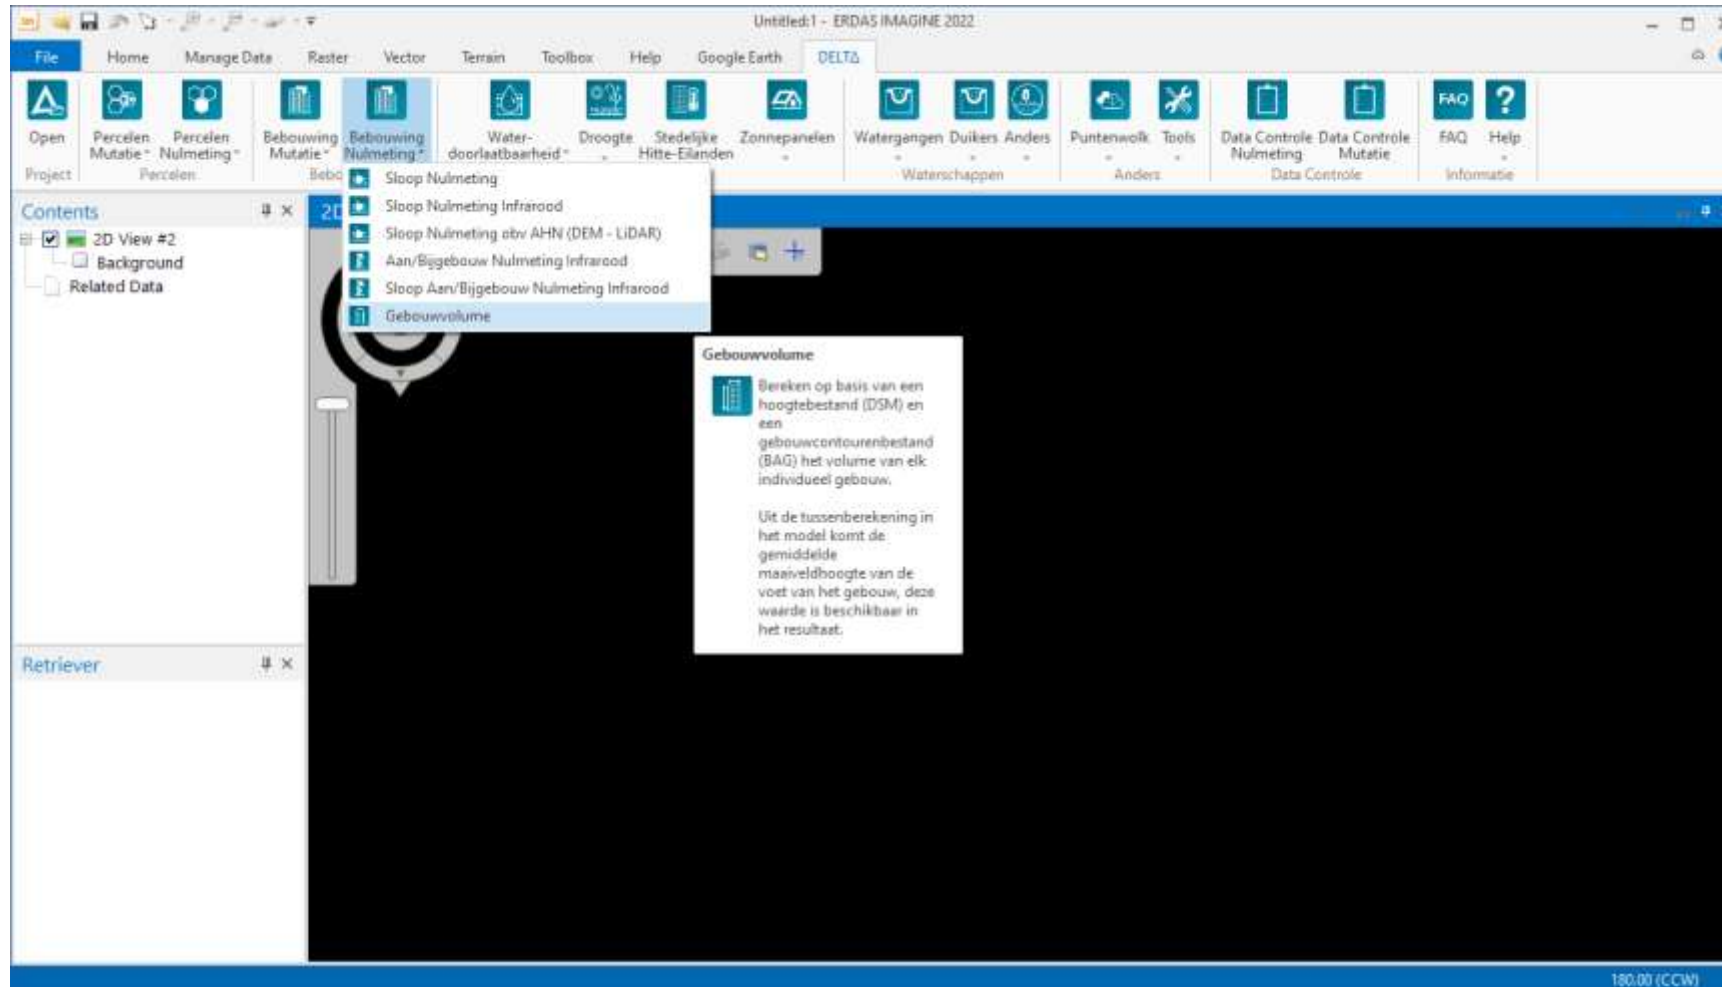 Untitled:1 - ERDAS IMAGINE 2022
File Home Manage Data Raster Vector Terrain Toolbox Help Google Earth DELTA
Open Percelen Mutatie Percelen Nulmeting Bebouwing Mutatie Bebouwing Nulmeting Water-doorlaatbaarheid Droogte Stedelijke Hitte-Eilanden Zonnepanelen Watergangen Duikers Anders Puntenwolk Tools Data Controle Nulmeting Data Controle Mutatie FAQ Help
Project Percelen Bebo Waterschappen Anders Data Controle Informatie
Sloop Nulmeting
Sloop Nulmeting Infrarood
Sloop Nulmeting obv AHN (DEM - LiDAR)
Aan/Bijgebouw Nulmeting Infrarood
Sloop Aan/Bijgebouw Nulmeting Infrarood
Gebouwvolume
Contents
2D View #2
Background
Related Data
2D
Gebouwvolume
Bereken op basis van een
hoogtebestand (DSM) en
een
gebouwcontourenbestand
(BAG) het volume van elk
individueel gebouw.
Uit de tussenberekening in
het model komt de
gemiddelde
maaiveldhoogte van de
voet van het gebouw, deze
waarde is beschikbaar in
het resultaat.
Retriever
180.00 (CCW)